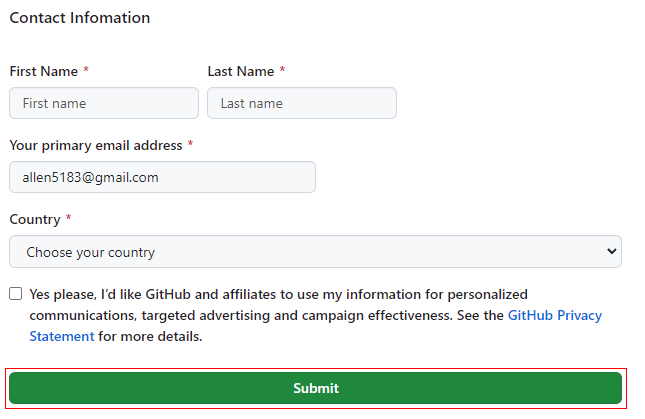 Contact Infomation
First Name *
Last Name *
First name
Last name
Your primary email address *
allen5183@gmail.com
Country *
Choose your country
Yes please, I’d like GitHub and affiliates to use my information for personalized
communications, targeted advertising and campaign effectiveness. See the GitHub Privacy
Statement for more details.
Submit